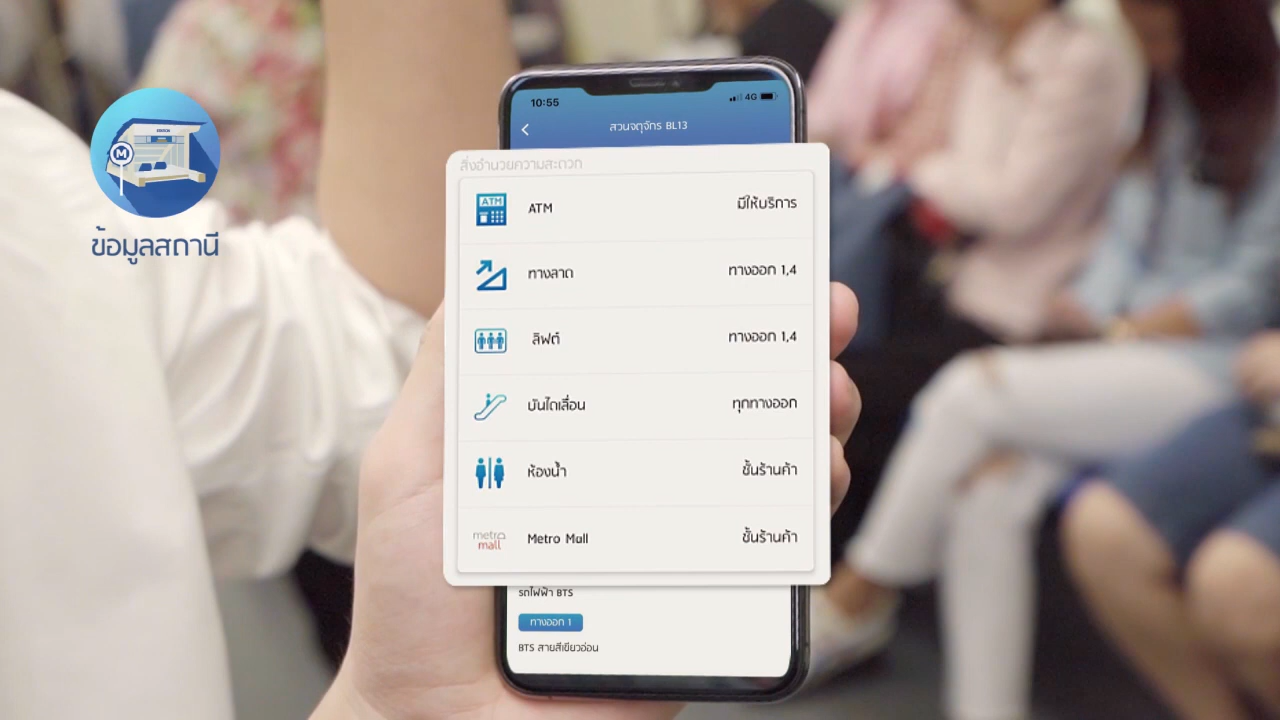 10:55
4G
สวนจตุจักร BL13
สิ่งอำนวยความสะดวก
ATM
ATM
มีให้บริการ
ทางลาด
ทางออก 1,4
ลิฟต์
ทางออก 1,4
บันไดเลื่อน
ทุกทางออก
ห้องน้ำ
ชั้นร้านค้า
metro
mall
Metro Mall
ชั้นร้านค้า
รถไฟฟ้า BTS
ทางออก 1
BTS สายสีเขียวอ่อน
M
ข้อมูลสถานี